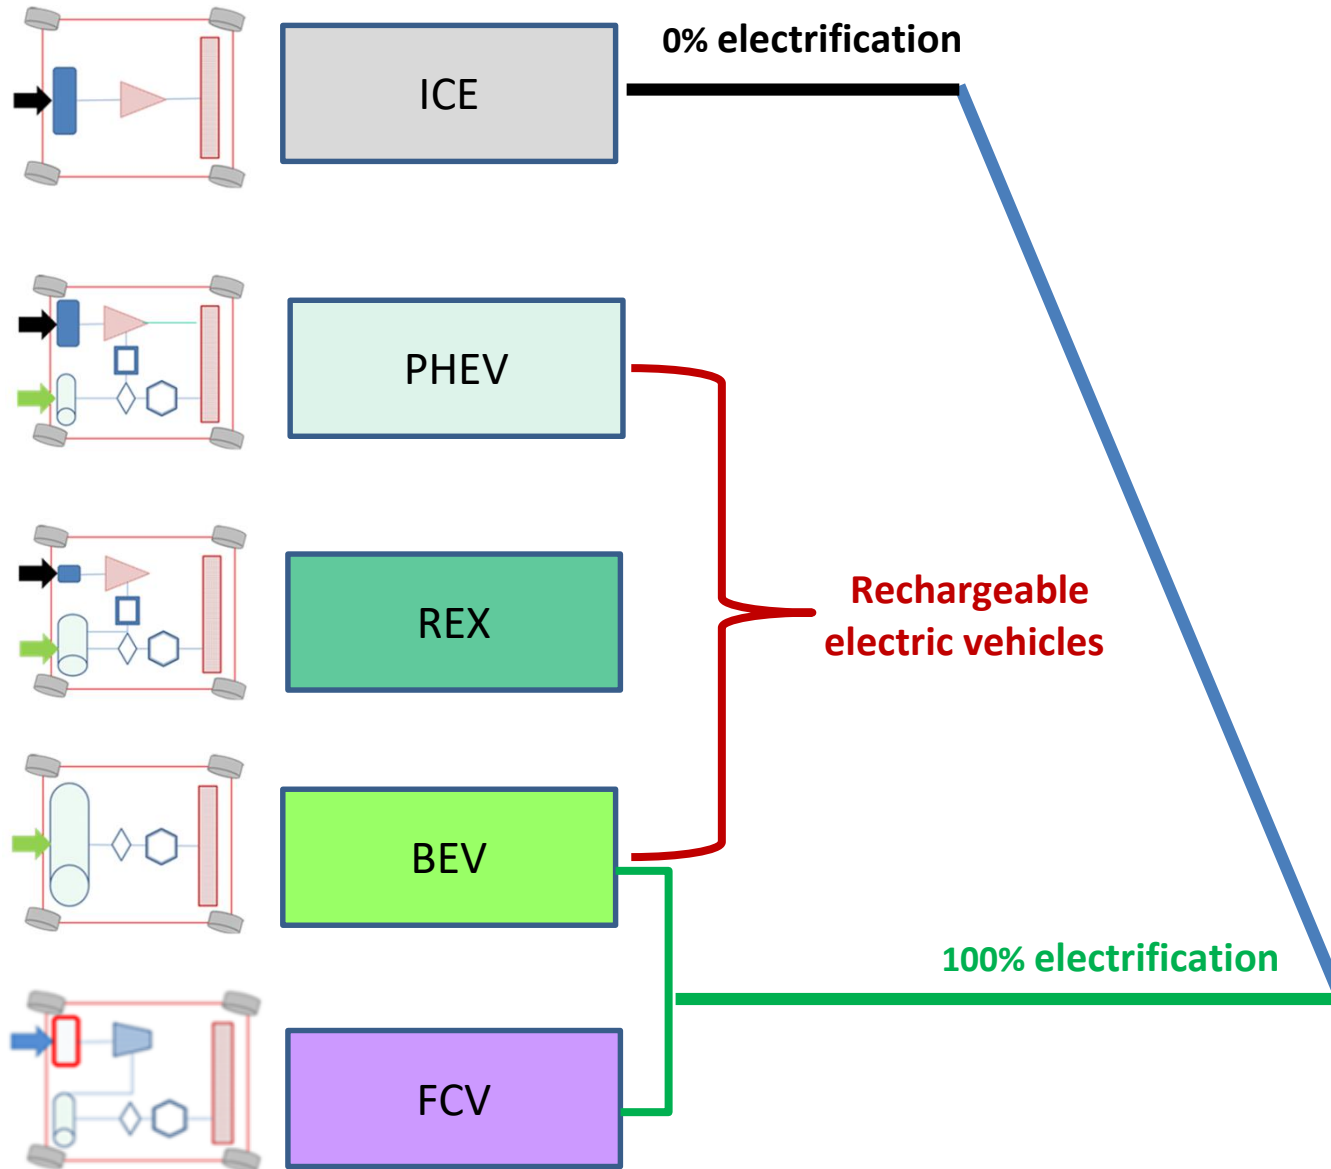 0% electrification
ICE
PHEV
REX
Rechargeable
electric vehicles
BEV
100% electrification
FCV